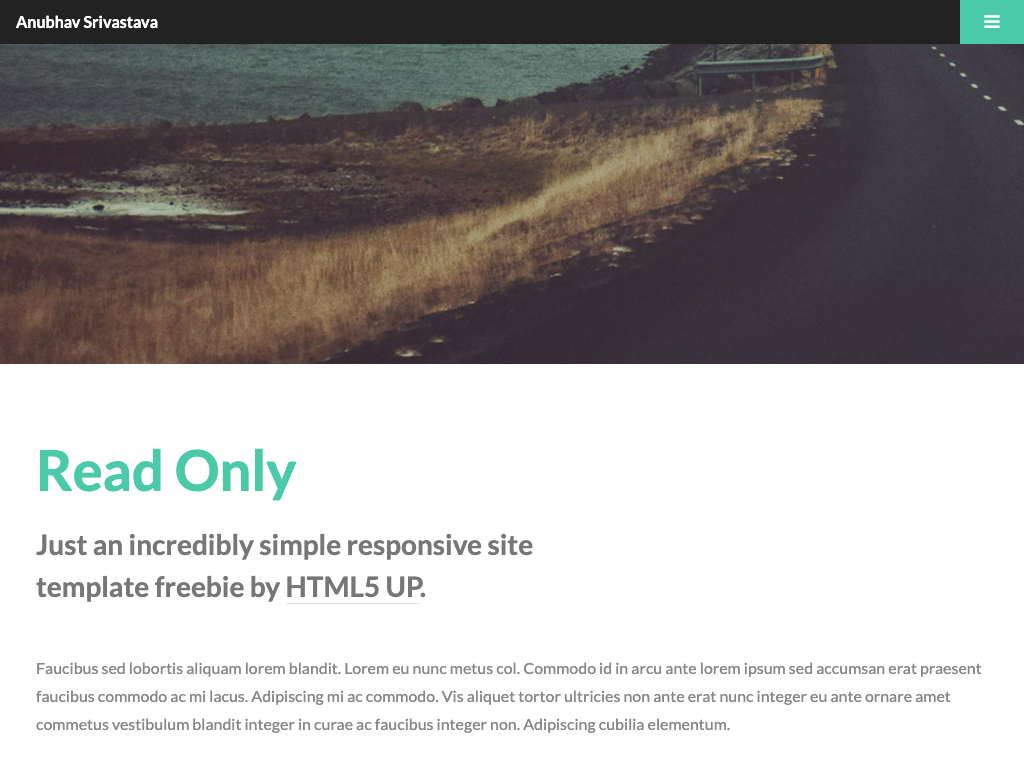 Anubhav Srivastava
Read Only
Just an incredibly simple responsive site
template freebie by HTML5 UP.
Faucibus sed lobortis aliquam lorem blandit. Lorem eu nunc metus col. Commodo id in arcu ante lorem ipsum sed accumsan erat praesent
faucibus commodo ac mi lacus. Adipiscing mi ac commodo. Vis aliquet tortor ultricies non ante erat nunc integer eu ante ornare amet
commetus vestibulum blandit integer in curae ac faucibus integer non. Adipiscing cubilia elementum.